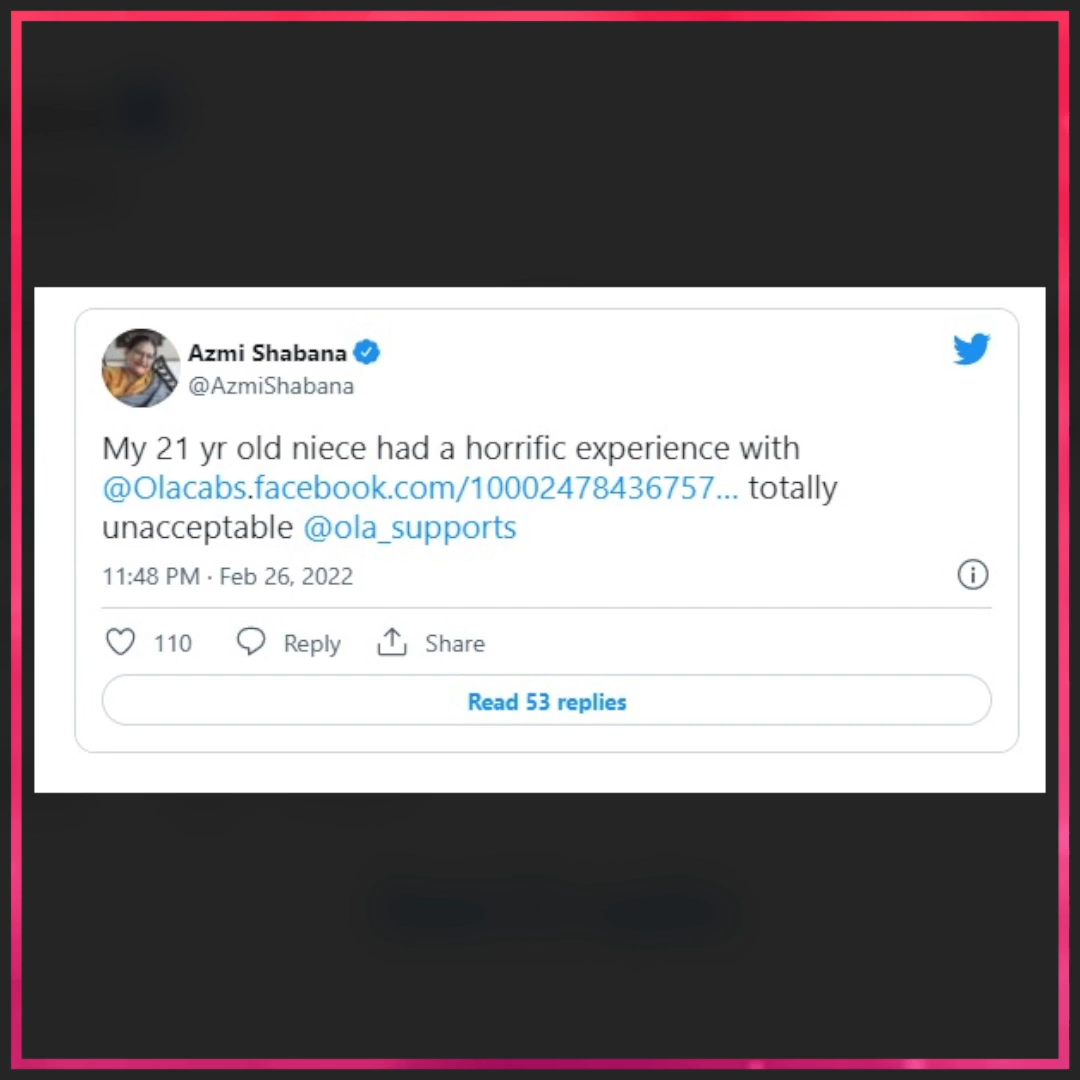 Azmi Shabana
@AzmiShabana
My 21 yr old niece had a horrific experience with
@Olacabs.facebook.com/10002478436757... totally
unacceptable @ola_supports
11:48 PM · Feb 26, 2022
110 Reply Share
Read 53 replies